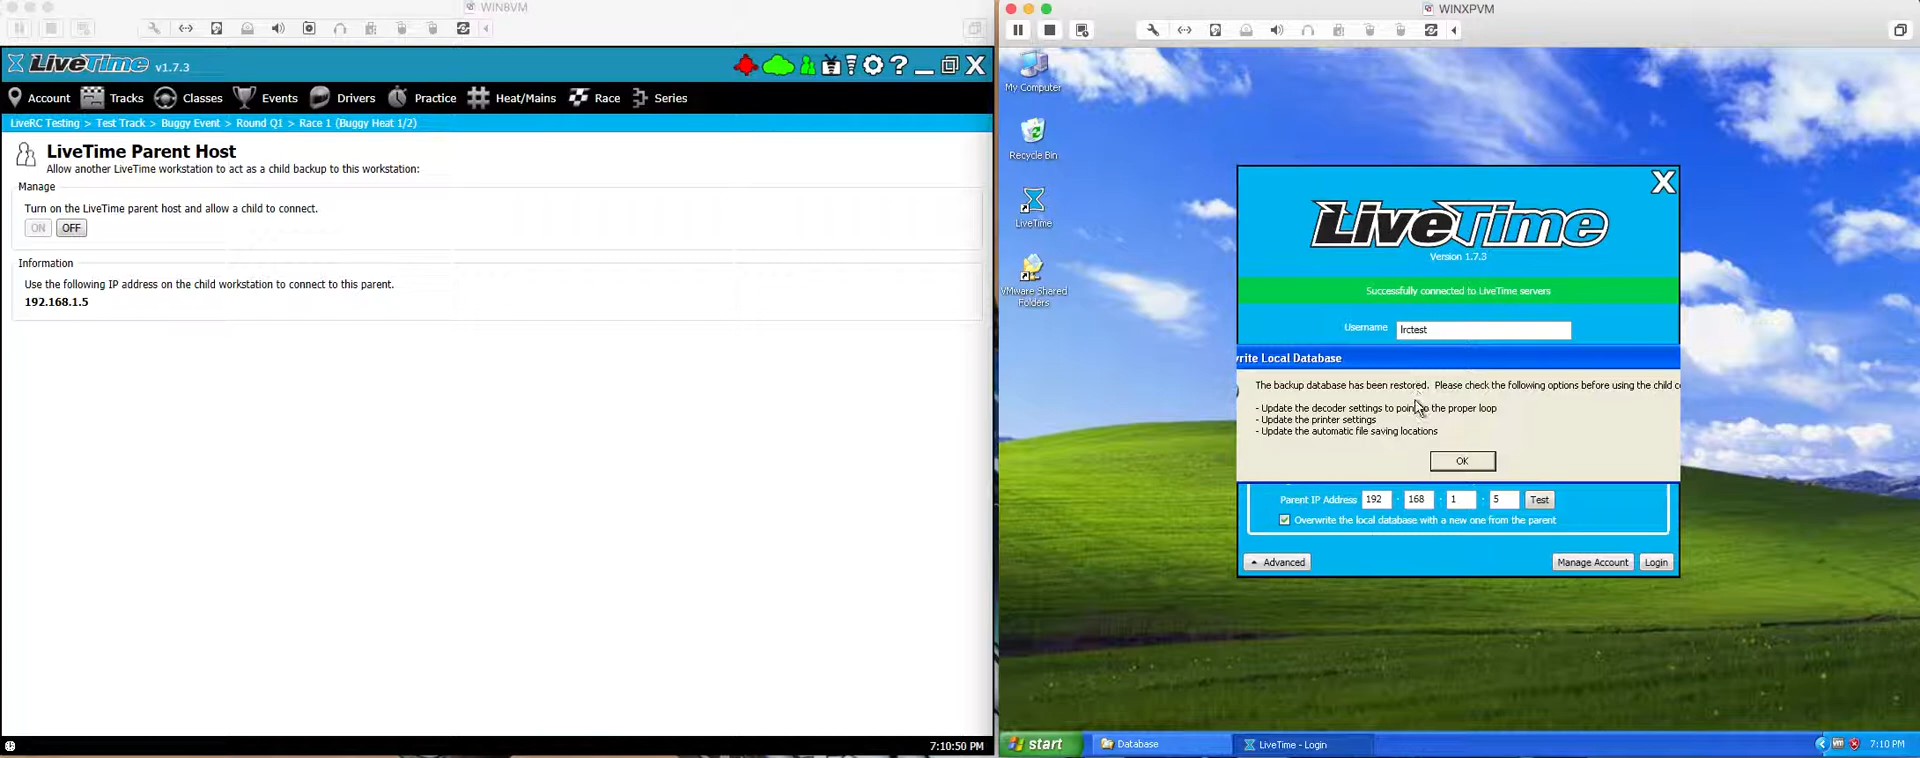 WIN8VM
LiveTime v1.7.3
Account Tracks Classes Events Drivers Practice Heat/Mains Race Series
LiveRC Testing > Test Track > Buggy Event > Round Q1 > Race 1 (Buggy Heat 1/2)
LiveTime Parent Host
Allow another LiveTime workstation to act as a child backup to this workstation:
Manage
Turn on the LiveTime parent host and allow a child to connect.
ON OFF
Information
Use the following IP address on the child workstation to connect to this parent.
192.168.1.5
7:10:50 PM
WINXPVM
My Computer
Recycle Bin
LiveTime
VMware Shared
Folders
X
LiveTime
Version 1.7.3
Successfully connected to LiveTime servers
Username lrctest
write Local Database
The backup database has been restored. Please check the following options before using the child c
- Update the decoder settings to point to the proper loop
- Update the printer settings
- Update the automatic file saving locations
OK
Parent IP Address 192 . 168 . 1 . 5 Test
Overwrite the local database with a new one from the parent
Advanced Manage Account Login
start Database LiveTime - Login 7:10 PM